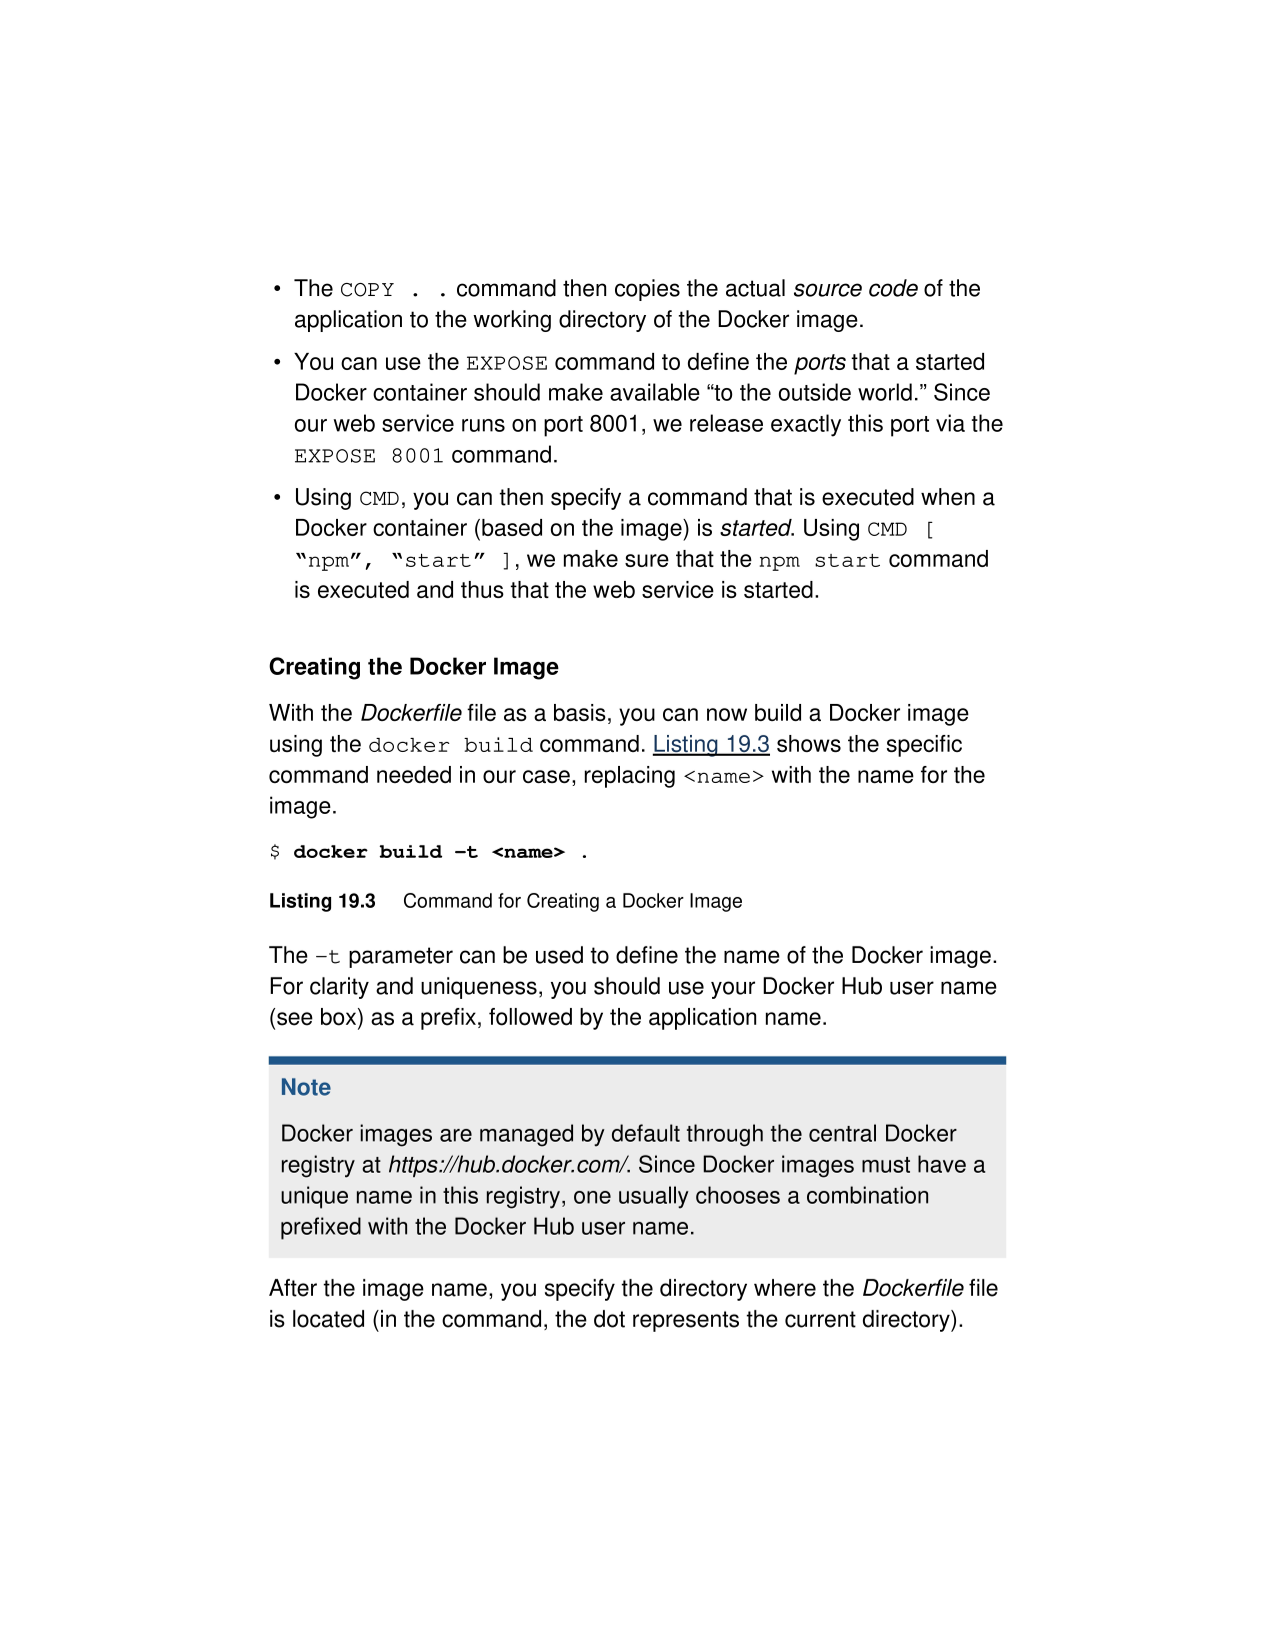 • The COPY . . command then copies the actual source code of the
application to the working directory of the Docker image.
• You can use the EXPOSE command to define the ports that a started
Docker container should make available “to the outside world.” Since
our web service runs on port 8001, we release exactly this port via the
EXPOSE 8001 command.
• Using CMD, you can then specify a command that is executed when a
Docker container (based on the image) is started. Using CMD [
“npm”, “start” ], we make sure that the npm start command
is executed and thus that the web service is started.
Creating the Docker Image
With the Dockerfile file as a basis, you can now build a Docker image
using the docker build command. Listing 19.3 shows the specific
command needed in our case, replacing <name> with the name for the
image.
$ docker build –t <name> .
Listing 19.3 Command for Creating a Docker Image
The –t parameter can be used to define the name of the Docker image.
For clarity and uniqueness, you should use your Docker Hub user name
(see box) as a prefix, followed by the application name.
Note
Docker images are managed by default through the central Docker
registry at https://hub.docker.com/. Since Docker images must have a
unique name in this registry, one usually chooses a combination
prefixed with the Docker Hub user name.
After the image name, you specify the directory where the Dockerfile file
is located (in the command, the dot represents the current directory).